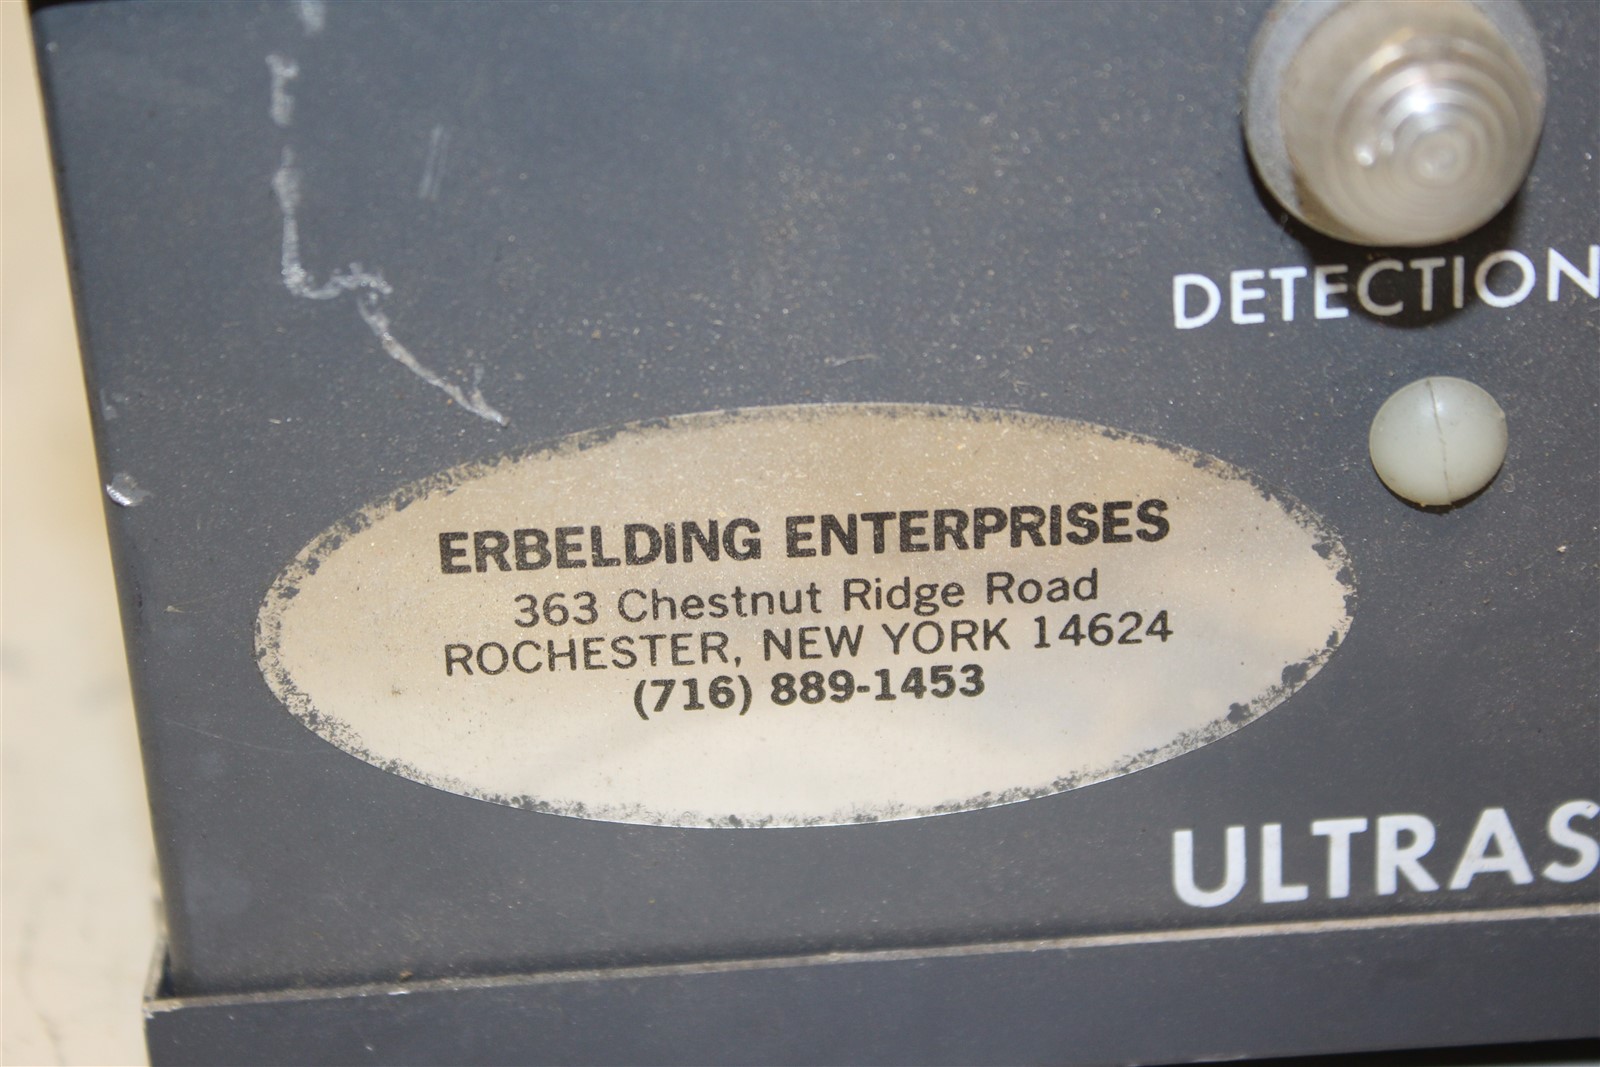 DETECTION
ERBELDING ENTERPRISES
363 Chestnut Ridge Road
ROCHESTER, NEW YORK 14624
(716) 889-1453
ULTRAS